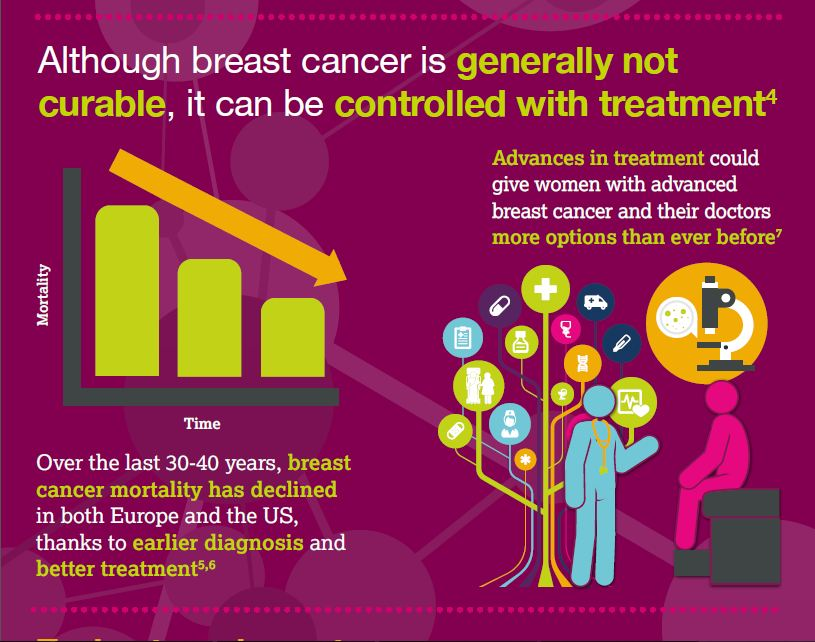 Although breast cancer is generally not
curable, it can be controlled with treatment⁴
Advances in treatment could
give women with advanced
breast cancer and their doctors
more options than ever before⁷
Mortality
Time
Over the last 30-40 years, breast
cancer mortality has declined
in both Europe and the US,
thanks to earlier diagnosis and
better treatment⁵,⁶